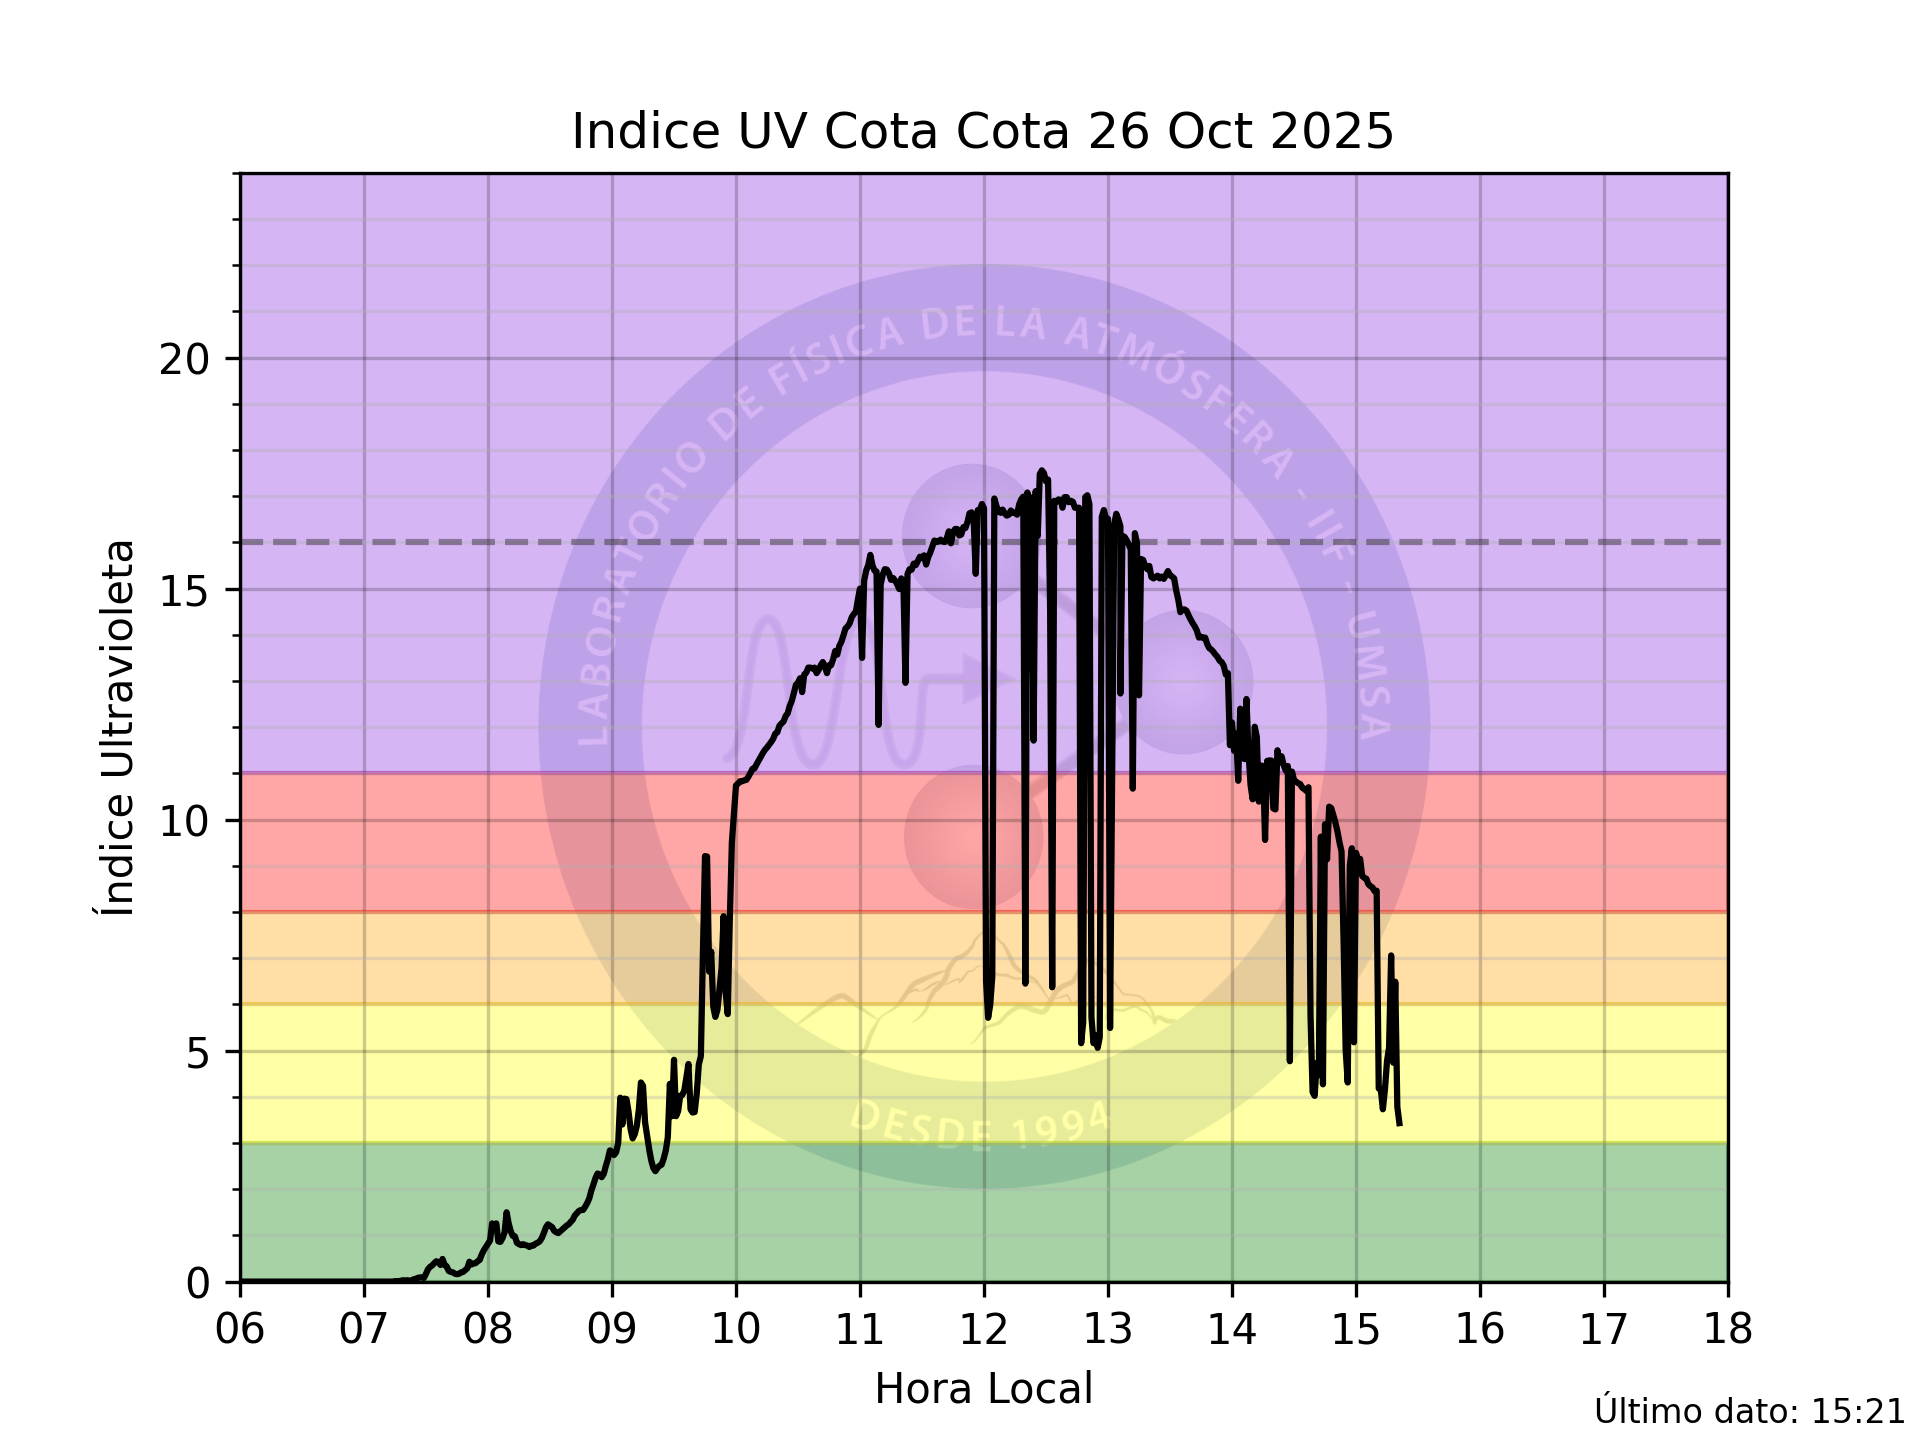 Indice UV Cota Cota 26 Oct 2025
LABORATORIO DE FÍSICA DE LA ATMÓSFERA - IIF - UMSA
DESDE 1994
Índice Ultravioleta
20
15
10
5
0
06 07 08 09 10 11 12 13 14 15 16 17 18
Hora Local
Último dato: 15:21